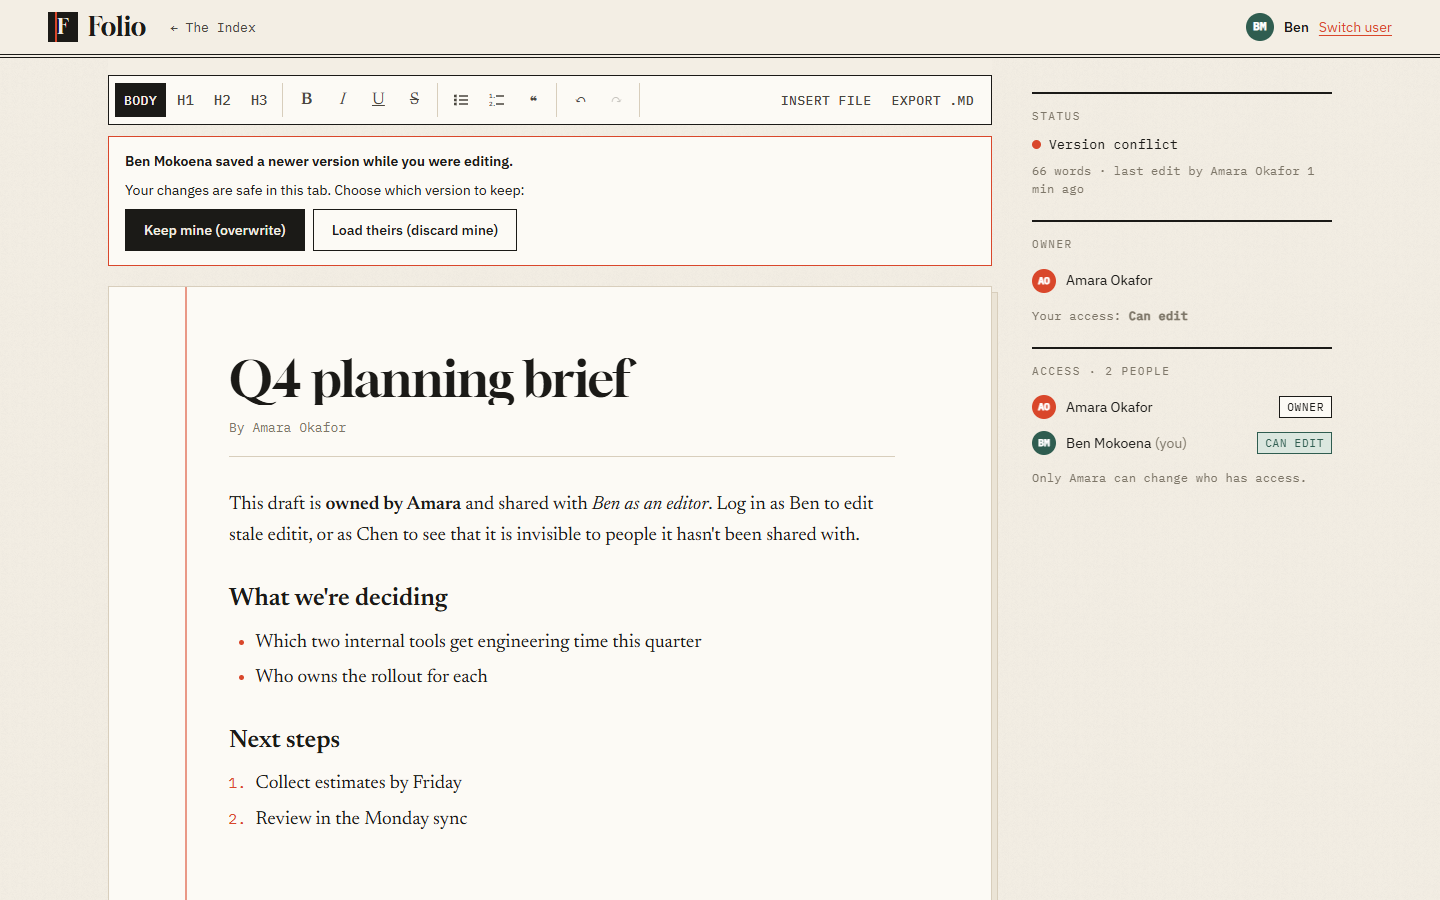 F Folio ← The Index
BM Ben Switch user
BODY H1 H2 H3 B I U S INSERT FILE EXPORT .MD
Ben Mokoena saved a newer version while you were editing.
Your changes are safe in this tab. Choose which version to keep:
Keep mine (overwrite) Load theirs (discard mine)
Q4 planning brief
By Amara Okafor
This draft is owned by Amara and shared with Ben as an editor. Log in as Ben to edit
stale editit, or as Chen to see that it is invisible to people it hasn't been shared with.
What we're deciding
• Which two internal tools get engineering time this quarter
• Who owns the rollout for each
Next steps
1. Collect estimates by Friday
2. Review in the Monday sync
STATUS
Version conflict
66 words · last edit by Amara Okafor 1
min ago
OWNER
AO Amara Okafor
Your access: Can edit
ACCESS · 2 PEOPLE
AO Amara Okafor OWNER
BM Ben Mokoena (you) CAN EDIT
Only Amara can change who has access.